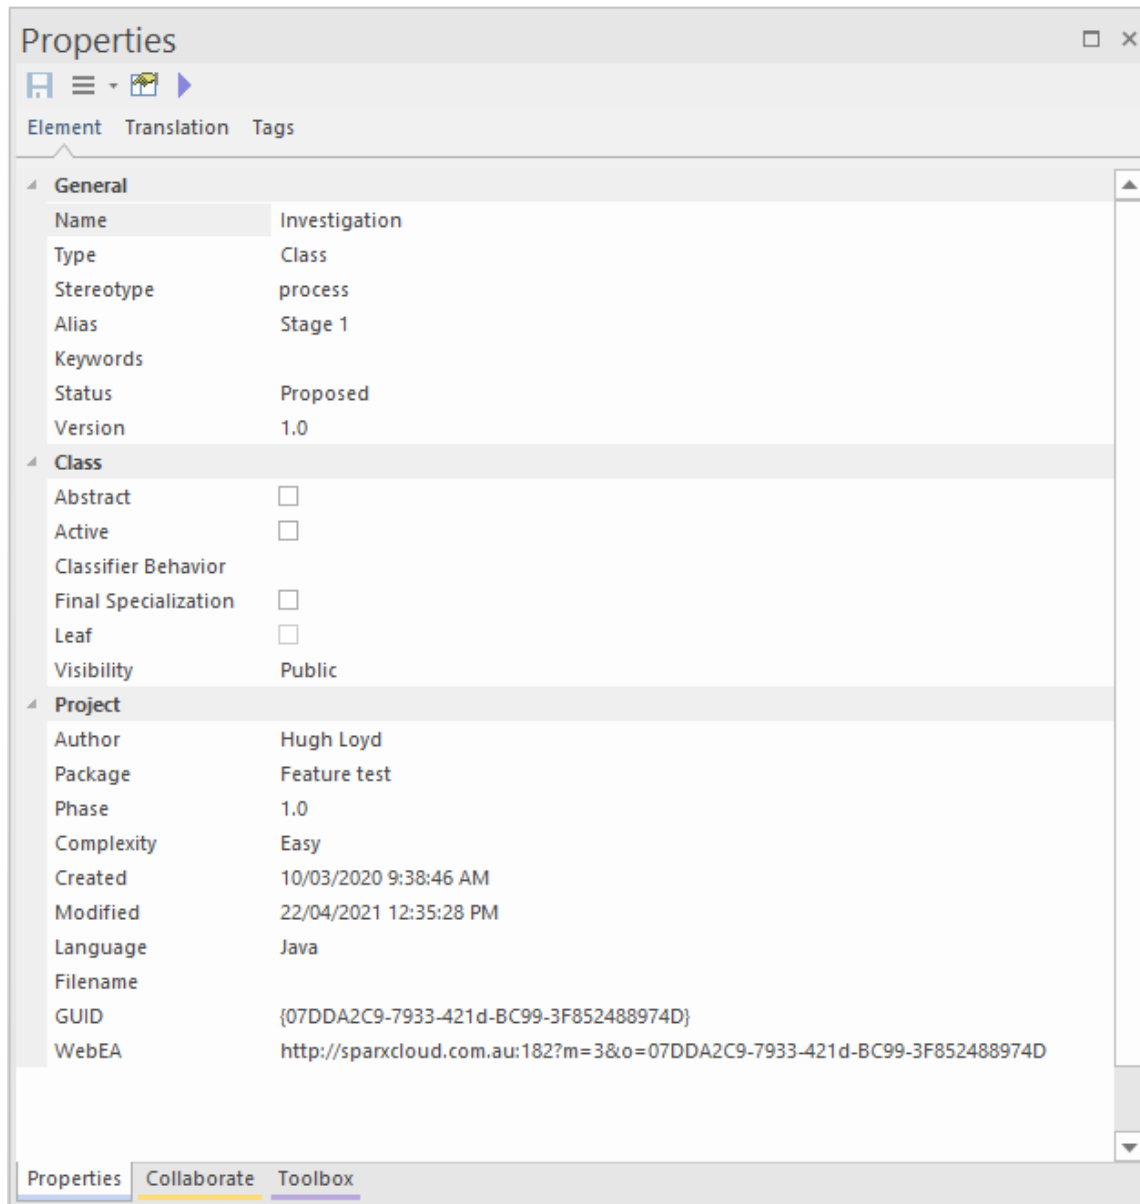 Properties
Element Translation Tags
General
Name Investigation
Type Class
Stereotype process
Alias Stage 1
Keywords
Status Proposed
Version 1.0
Class
Abstract
Active
Classifier Behavior
Final Specialization
Leaf
Visibility Public
Project
Author Hugh Loyd
Package Feature test
Phase 1.0
Complexity Easy
Created 10/03/2020 9:38:46 AM
Modified 22/04/2021 12:35:28 PM
Language Java
Filename
GUID {07DDA2C9-7933-421d-BC99-3F852488974D}
WebEA http://sparxcloud.com.au:182?m=3&o=07DDA2C9-7933-421d-BC99-3F852488974D
Properties Collaborate Toolbox